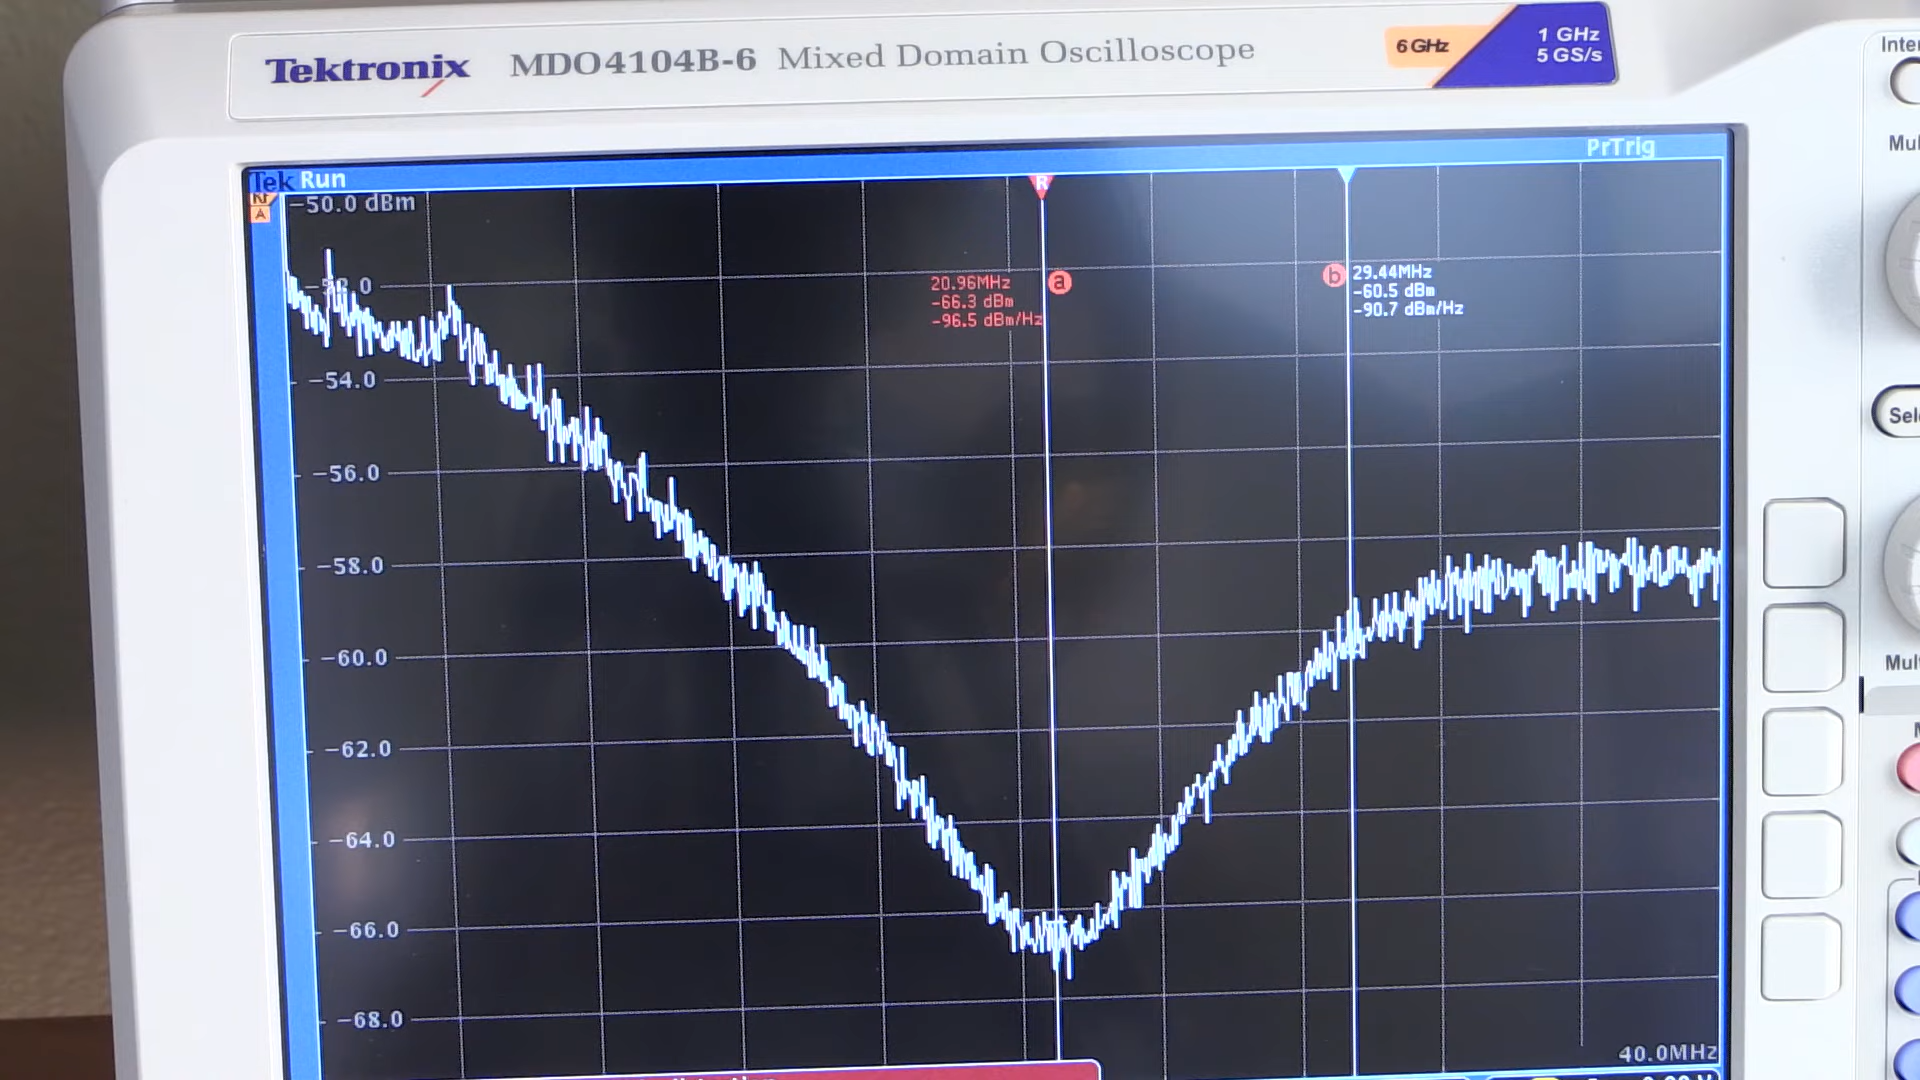 Tektronix MDO4104B-6 Mixed Domain Oscilloscope
6 GHz
1 GHz
5 GS/s
Tek Run
PrTrig
R
A
-50.0 dBm
20.96MHz
-66.3 dBm
-96.5 dBm/Hz
a
b
29.44MHz
-60.5 dBm
-90.7 dBm/Hz
-54.0
-56.0
-58.0
-60.0
-62.0
-64.0
-66.0
-68.0
40.0MHz
Inter
Mul
Sel
Mul